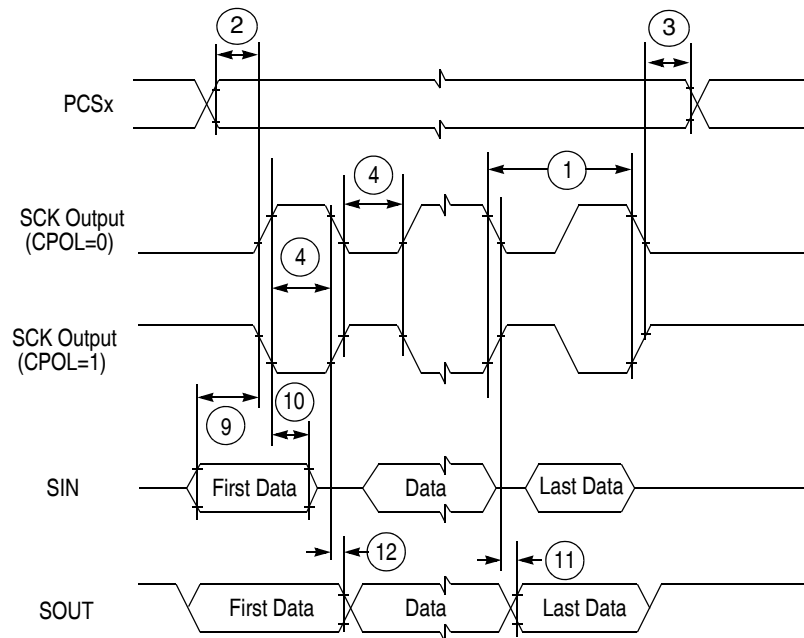 2
3
PCSx
4
1
SCK Output
(CPOL=0)
4
SCK Output
(CPOL=1)
9
10
SIN
First Data
Data
Last Data
12
11
SOUT
First Data
Data
Last Data